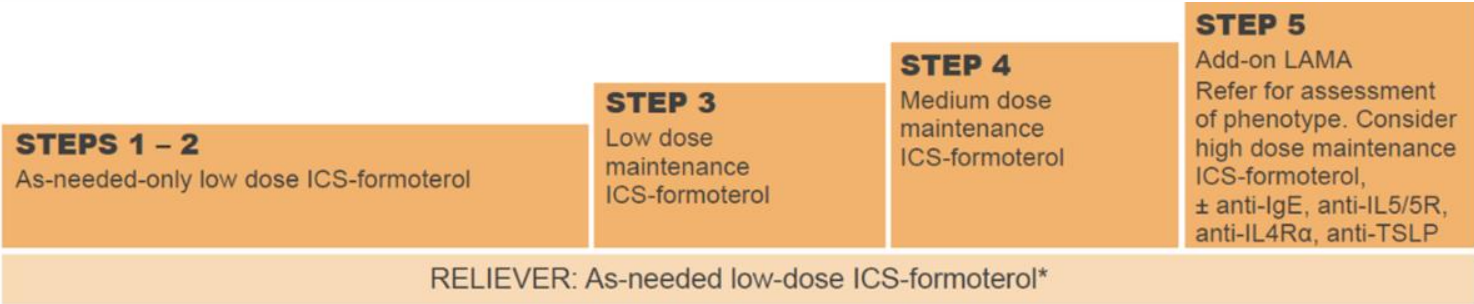 STEPS 1 – 2
As-needed-only low dose ICS-formoterol
STEP 3
Low dose
maintenance
ICS-formoterol
STEP 4
Medium dose
maintenance
ICS-formoterol
STEP 5
Add-on LAMA
Refer for assessment
of phenotype. Consider
high dose maintenance
ICS-formoterol,
± anti-IgE, anti-IL5/5R,
anti-IL4Rα, anti-TSLP
RELIEVER: As-needed low-dose ICS-formoterol*